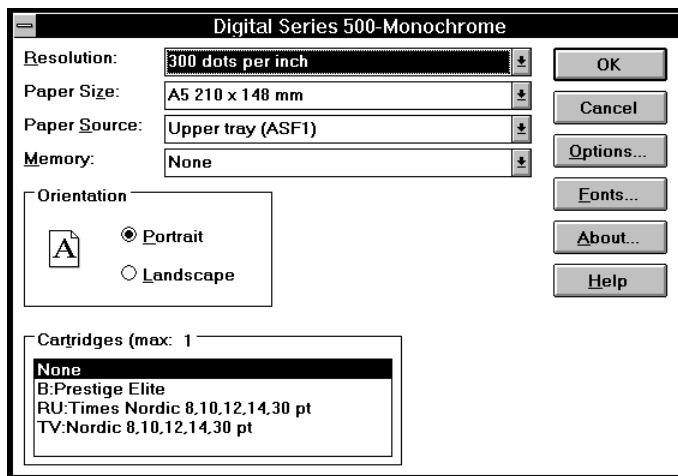 Digital Series 500-Monochrome
Resolution: 300 dots per inch
Paper Size: A5 210 x 148 mm
Paper Source: Upper tray (ASF1)
Memory: None
OK
Cancel
Options...
Fonts...
About...
Help
Orientation
A
Portrait
Landscape
Cartridges (max: 1
None
B:Prestige Elite
RU:Times Nordic 8,10,12,14,30 pt
TV:Nordic 8,10,12,14,30 pt